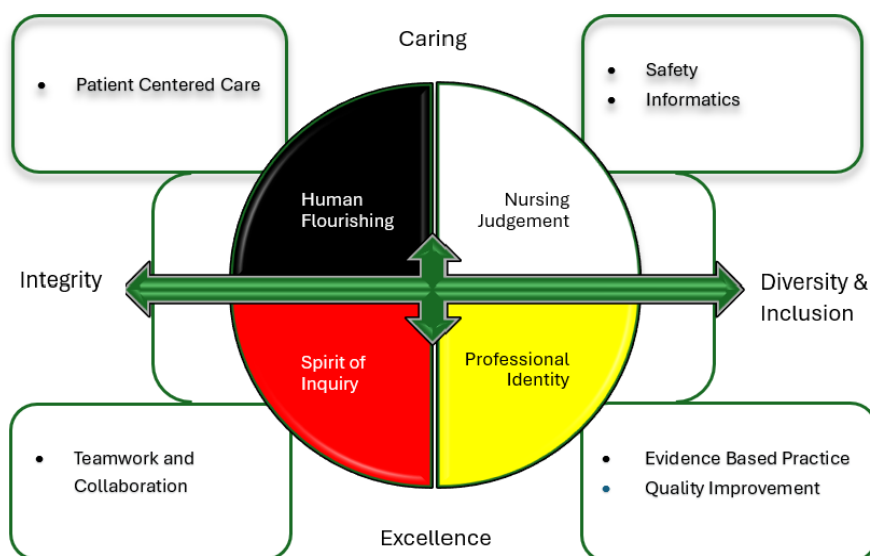 Caring
• Patient Centered Care
• Safety
• Informatics
Human
Flourishing
Nursing
Judgement
Integrity
Diversity &
Inclusion
Spirit of
Inquiry
Professional
Identity
• Teamwork and
Collaboration
• Evidence Based Practice
• Quality Improvement
Excellence